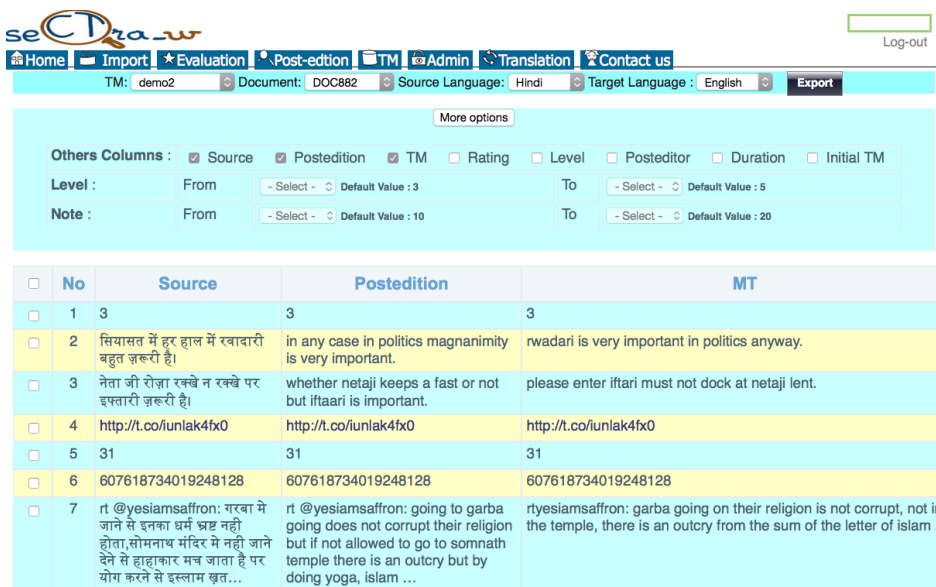 seCTra_w
Log-out
Home Import Evaluation Post-edtion TM Admin Translation Contact us
TM: demo2 Document: DOC882 Source Language: Hindi Target Language : English Export
More options
Others Columns : Source Postedition TM Rating Level Posteditor Duration Initial TM
Level : From - Select - Default Value : 3 To - Select - Default Value : 5
Note : From - Select - Default Value : 10 To - Select - Default Value : 20
No Source Postedition MT
1 3 3 3
2 सियासत में हर हाल में रवादारी in any case in politics magnanimity rwadari is very important in politics anyway.
बहुत ज़रूरी है। is very important.
3 नेता जी रोज़ा रक्खे न रक्खे पर whether netaji keeps a fast or not please enter iftari must not dock at netaji lent.
इफ्तारी ज़रूरी है। but iftaari is important.
4 http://t.co/iunlak4fx0 http://t.co/iunlak4fx0 http://t.co/iunlak4fx0
5 31 31 31
6 607618734019248128 607618734019248128 607618734019248128
7 rt @yesiamsaffron: गरबा मे rt @yesiamsaffron: going to garba rtyesiamsaffron: garba going on their religion is not corrupt, not
जाने से इनका धर्म भ्रष्ट नही going does not corrupt their religion the temple, there is an outcry from the sum of the letter of islam
होता,सोमनाथ मंदिर मे नही जाने but if not allowed to go to somnath
देने से हाहाकार मच जाता है पर temple there is an outcry but by
योग करने से इस्लाम ख़त... doing yoga, islam ...